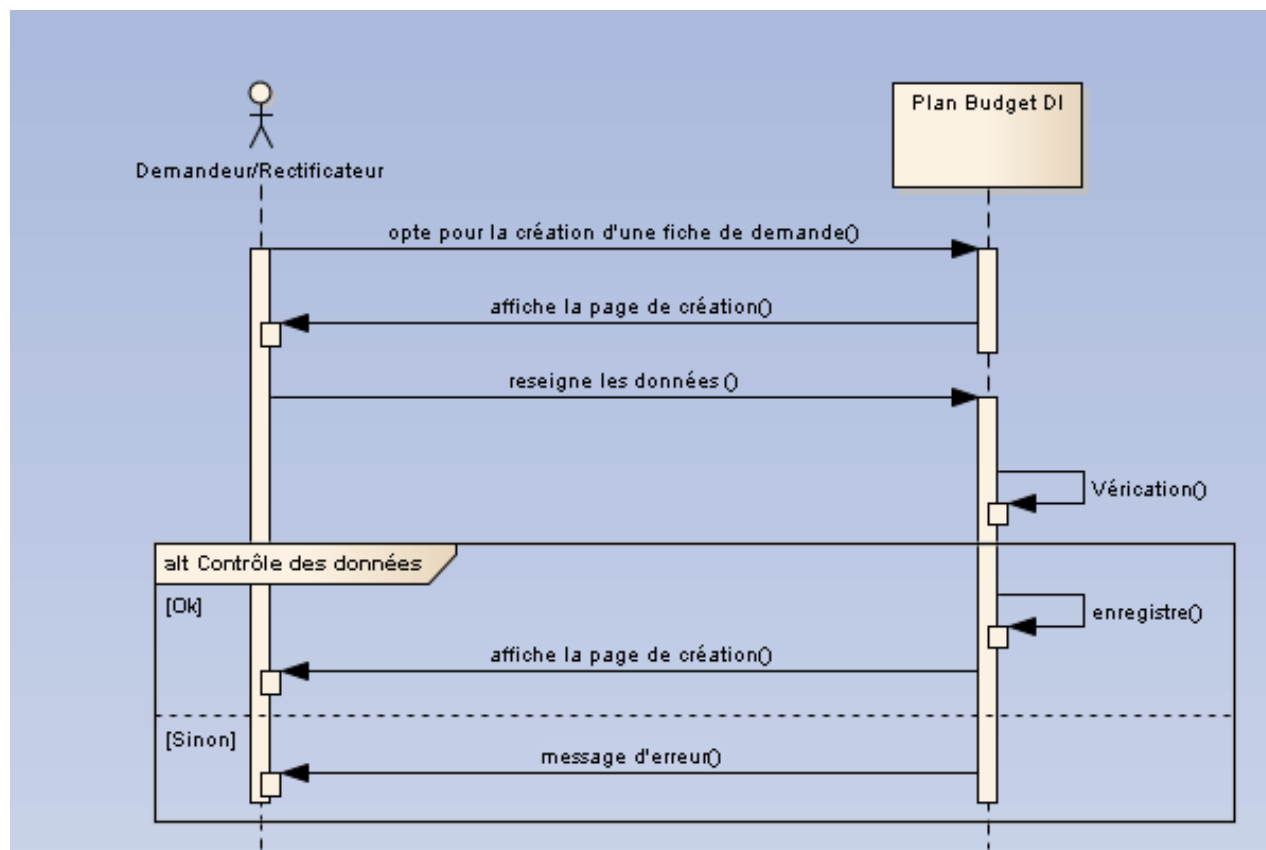 Plan Budget DI
Demandeur/Rectificateur
opte pour la création d'une fiche de demande()
affiche la page de création()
reseigne les données ()
Vérication()
alt Contrôle des données
[Ok]
enregistre()
affiche la page de création()
[Sinon]
message d'erreur()